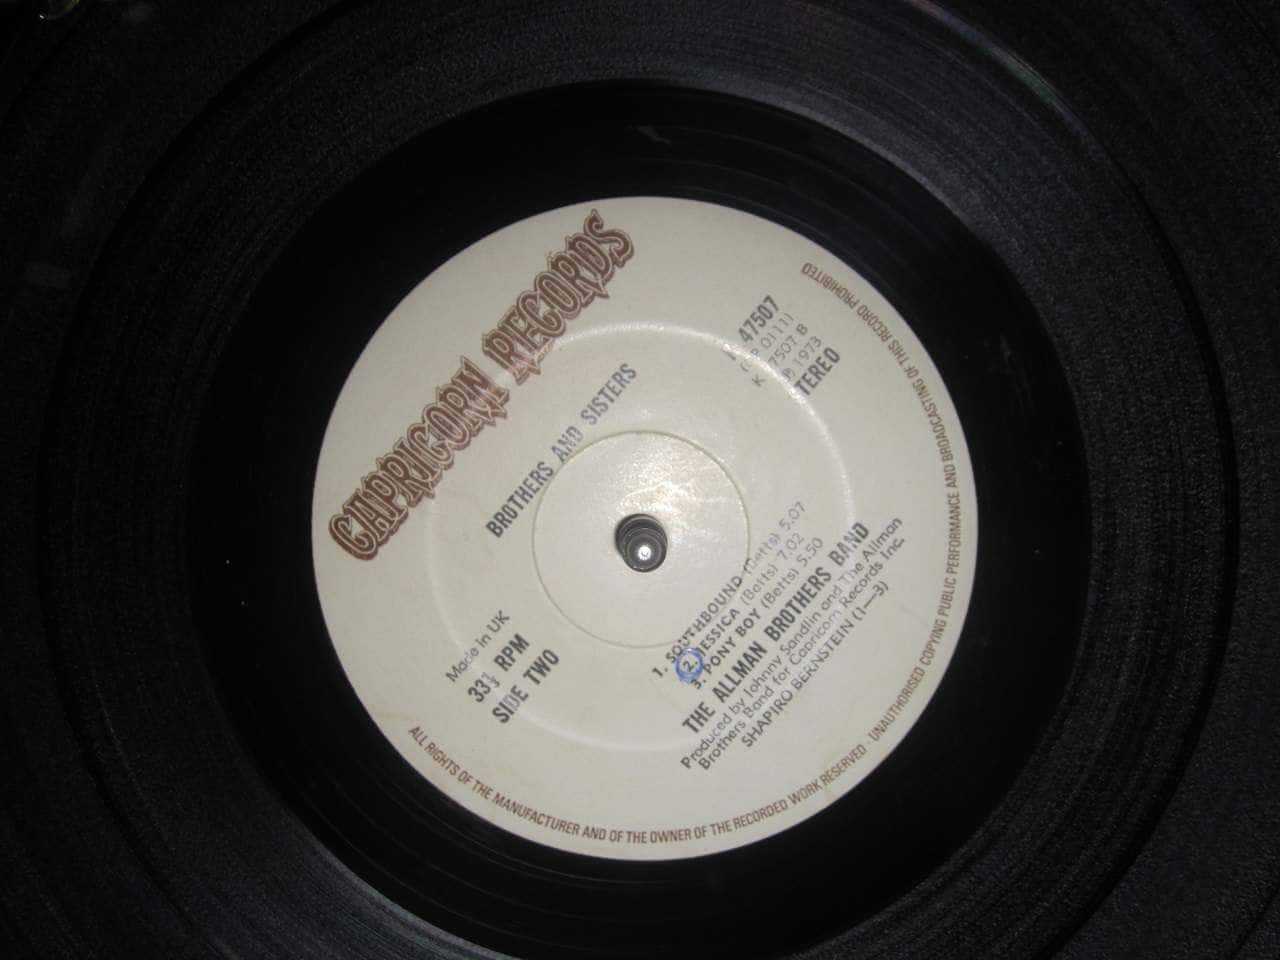 CAPRICORN RECORDS
BROTHERS AND SISTERS
47507
0111)
K 47507 B
℗ 1973
STEREO
Made in UK
33⅓ RPM
SIDE TWO
1. SOUTHBOUND (Betts) 5.07
2. JESSICA (Betts) 7.02
3. PONY BOY (Betts) 5.50
THE ALLMAN BROTHERS BAND
Produced by Johnny Sandlin and The Allman
Brothers Band for Capricorn Records Inc.
SHAPIRO BERNSTEIN (1—3)
ALL RIGHTS OF THE MANUFACTURER AND OF THE OWNER OF THE RECORDED WORK RESERVED · UNAUTHORISED COPYING PUBLIC PERFORMANCE AND BROADCASTING OF THIS RECORD PROHIBITED